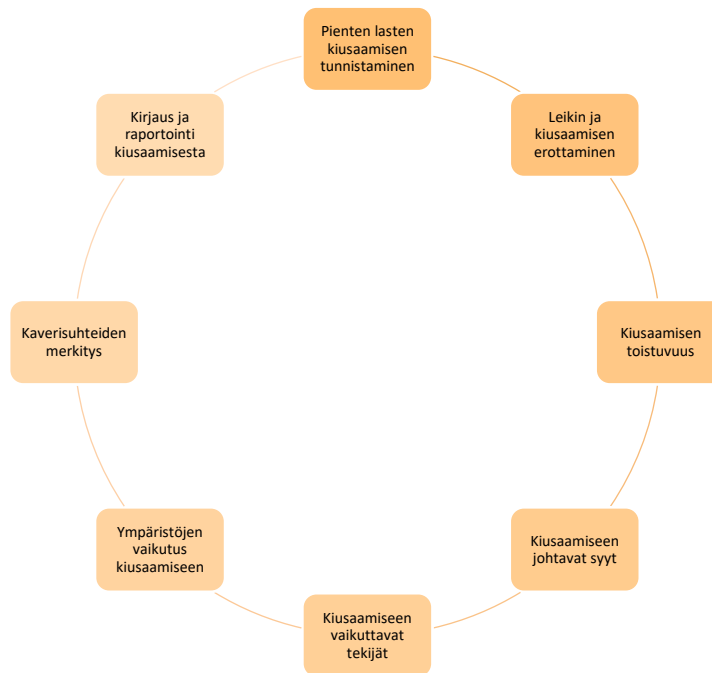 Pienten lasten
kiusaamisen
tunnistaminen
Leikin ja
kiusaamisen
erottaminen
Kiusaamisen
toistuvuus
Kiusaamiseen
johtavat syyt
Kiusaamiseen
vaikuttavat
tekijät
Ympäristöjen
vaikutus
kiusaamiseen
Kaverisuhteiden
merkitys
Kirjaus ja
raportointi
kiusaamisesta